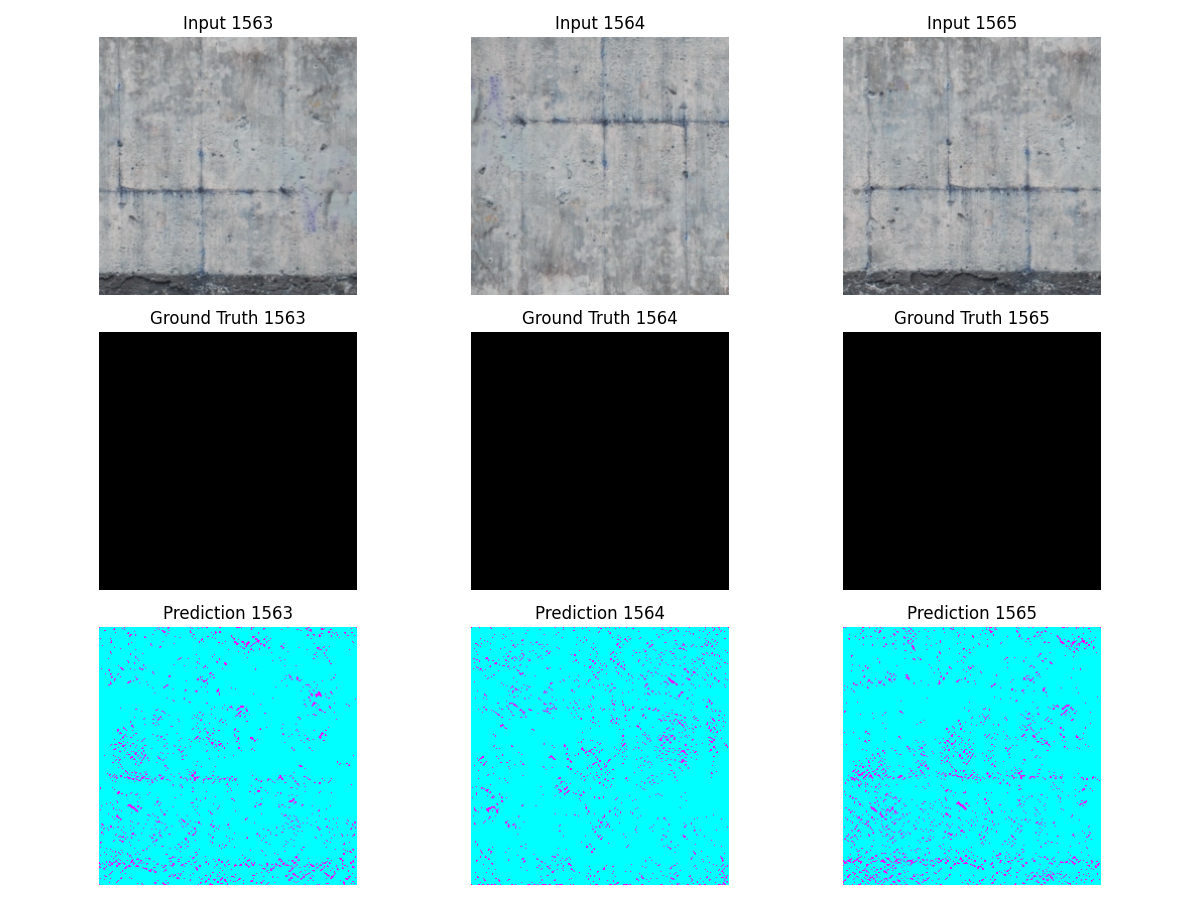 Input 1563
Input 1564
Input 1565
Ground Truth 1563
Ground Truth 1564
Ground Truth 1565
Prediction 1563
Prediction 1564
Prediction 1565